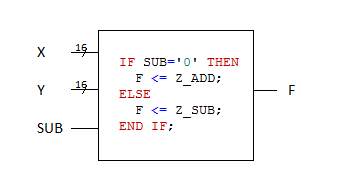 X 16
Y 16
SUB
IF SUB='0' THEN
F <= Z_ADD;
ELSE
F <= Z_SUB;
END IF;
F